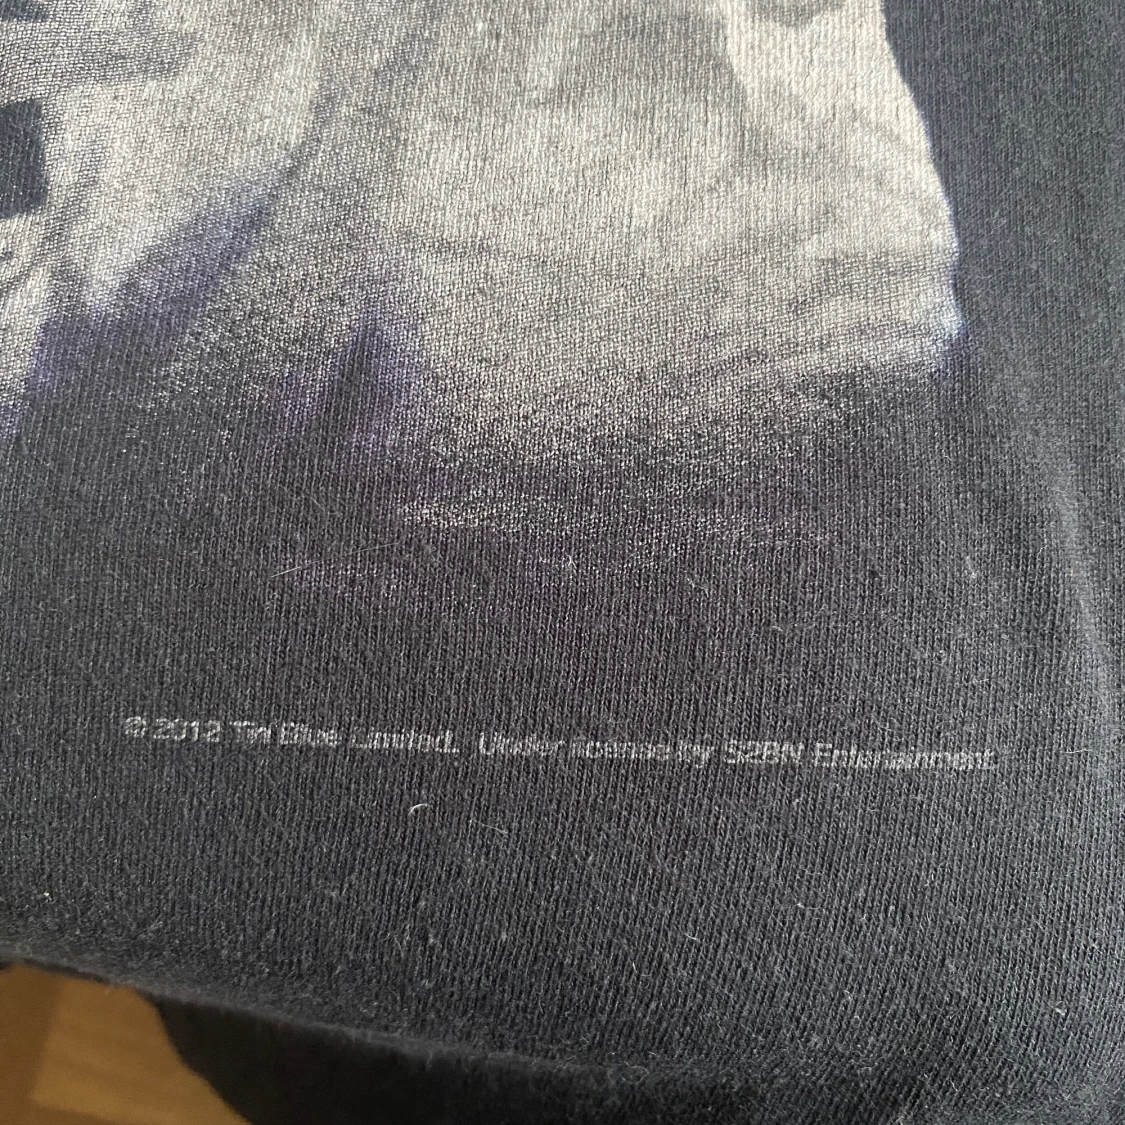 © 2012 Tin Blue Limited. Under license by S2BN Entertainment